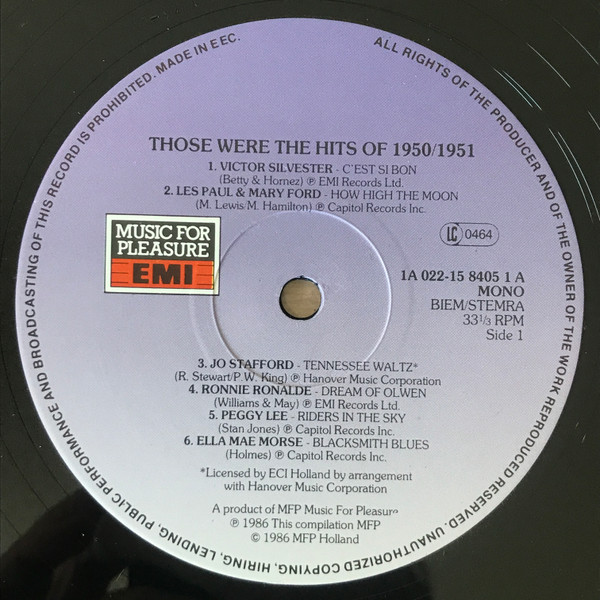 ALL RIGHTS OF THE PRODUCER AND OF THE OWNER OF THE WORK REPRODUCED RESERVED. UNAUTHORIZED COPYING, HIRING, LENDING, PUBLIC PERFORMANCE AND BROADCASTING OF THIS RECORD IS PROHIBITED. MADE IN EEC.
THOSE WERE THE HITS OF 1950/1951
1. VICTOR SILVESTER - C'EST SI BON
(Betty & Hornez) ℗ EMI Records Ltd.
2. LES PAUL & MARY FORD - HOW HIGH THE MOON
(M. Lewis/M. Hamilton) ℗ Capitol Records Inc.
MUSIC FOR
PLEASURE
EMI
LC 0464
1A 022-15 8405 1 A
MONO
BIEM/STEMRA
33⅓ RPM
Side 1
3. JO STAFFORD - TENNESSEE WALTZ*
(R. Stewart/P.W. King) ℗ Hanover Music Corporation
4. RONNIE RONALDE - DREAM OF OLWEN
(Williams & May) ℗ EMI Records Ltd.
5. PEGGY LEE - RIDERS IN THE SKY
(Stan Jones) ℗ Capitol Records Inc.
6. ELLA MAE MORSE - BLACKSMITH BLUES
(Holmes) ℗ Capitol Records Inc.
*Licensed by ECI Holland by arrangement
with Hanover Music Corporation
A product of MFP Music For Pleasure
℗ 1986 This compilation MFP
© 1986 MFP Holland